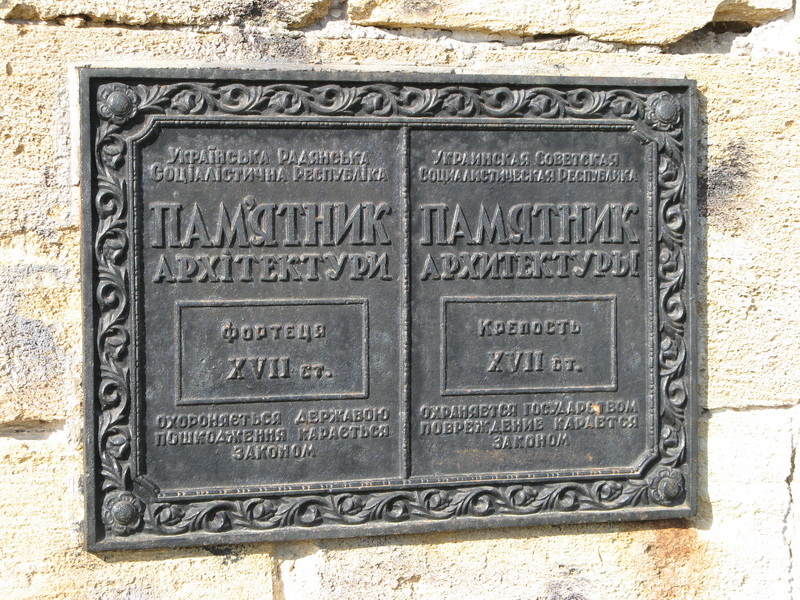 Українська Радянська
Соціалістична Республіка
ПАМ'ЯТНИК
АРХІТЕКТУРИ
Фортеця
XVII ст.
ОХОРОНЯЄТЬСЯ ДЕРЖАВОЮ
ПОШКОДЖЕННЯ КАРАЄТЬСЯ
ЗАКОНОМ
Украинская Советская
Социалистическая Республика
ПАМЯТНИК
АРХИТЕКТУРЫ
Крепость
XVII ст.
ОХРАНЯЕТСЯ ГОСУДАРСТВОМ
ПОВРЕЖДЕНИЕ КАРАЕТСЯ
ЗАКОНОМ